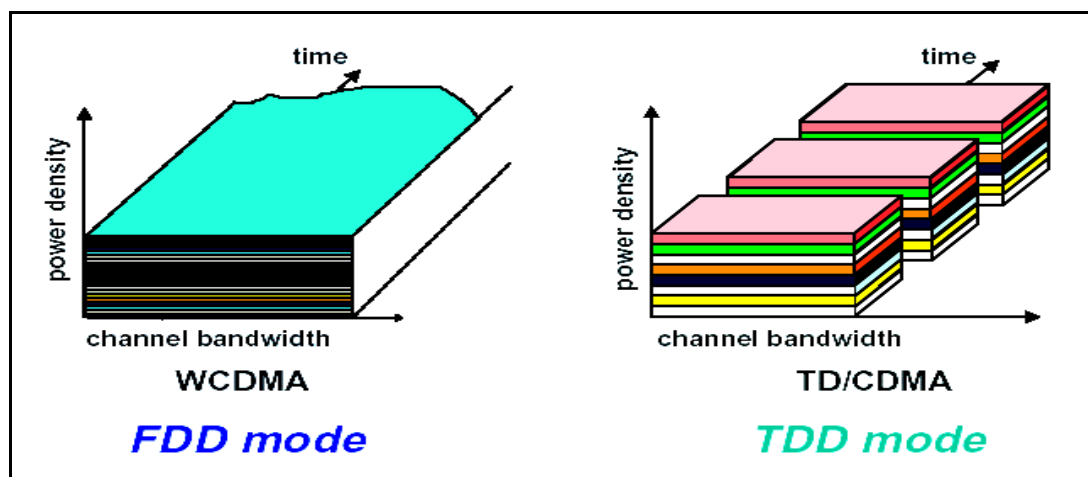 time
power density
channel bandwidth
WCDMA
FDD mode
time
power density
channel bandwidth
TD/CDMA
TDD mode